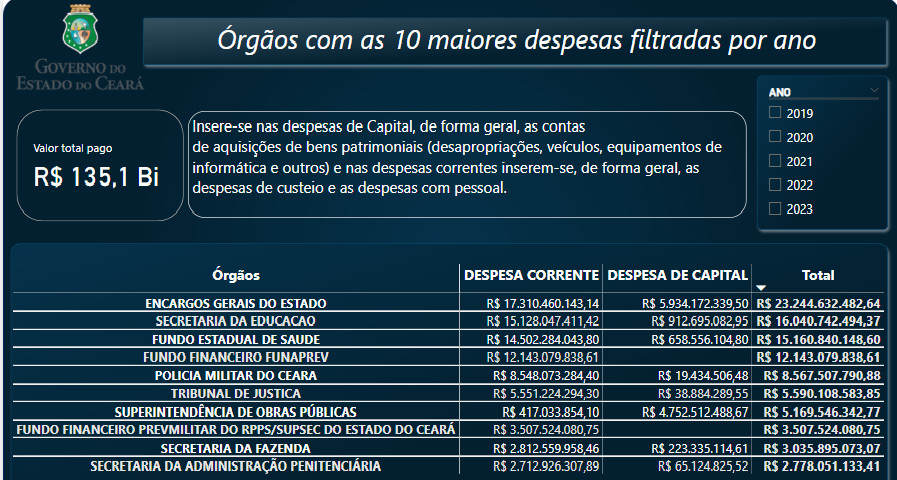 Órgãos com as 10 maiores despesas filtradas por ano
GOVERNO DO
ESTADO DO CEARÁ
Valor total pago
R$ 135,1 Bi
Insere-se nas despesas de Capital, de forma geral, as contas
de aquisições de bens patrimoniais (desapropriações, veículos, equipamentos de
informática e outros) e nas despesas correntes inserem-se, de forma geral, as
despesas de custeio e as despesas com pessoal.
ANO
2019
2020
2021
2022
2023
Órgãos DESPESA CORRENTE DESPESA DE CAPITAL Total
ENCARGOS GERAIS DO ESTADO R$ 17.310.460.143,14 R$ 5.934.172.339,50 R$ 23.244.632.482,64
SECRETARIA DA EDUCACAO R$ 15.128.047.411,42 R$ 912.695.082,95 R$ 16.040.742.494,37
FUNDO ESTADUAL DE SAUDE R$ 14.502.284.043,80 R$ 658.556.104,80 R$ 15.160.840.148,60
FUNDO FINANCEIRO FUNAPREV R$ 12.143.079.838,61 R$ 12.143.079.838,61
POLICIA MILITAR DO CEARA R$ 8.548.073.284,40 R$ 19.434.506,48 R$ 8.567.507.790,88
TRIBUNAL DE JUSTICA R$ 5.551.224.294,30 R$ 38.884.289,55 R$ 5.590.108.583,85
SUPERINTENDÊNCIA DE OBRAS PÚBLICAS R$ 417.033.854,10 R$ 4.752.512.488,67 R$ 5.169.546.342,77
FUNDO FINANCEIRO PREVMILITAR DO RPPS/SUPSEC DO ESTADO DO CEARÁ R$ 3.507.524.080,75 R$ 3.507.524.080,75
SECRETARIA DA FAZENDA R$ 2.812.559.958,46 R$ 223.335.114,61 R$ 3.035.895.073,07
SECRETARIA DA ADMINISTRAÇÃO PENITENCIÁRIA R$ 2.712.926.307,89 R$ 65.124.825,52 R$ 2.778.051.133,41